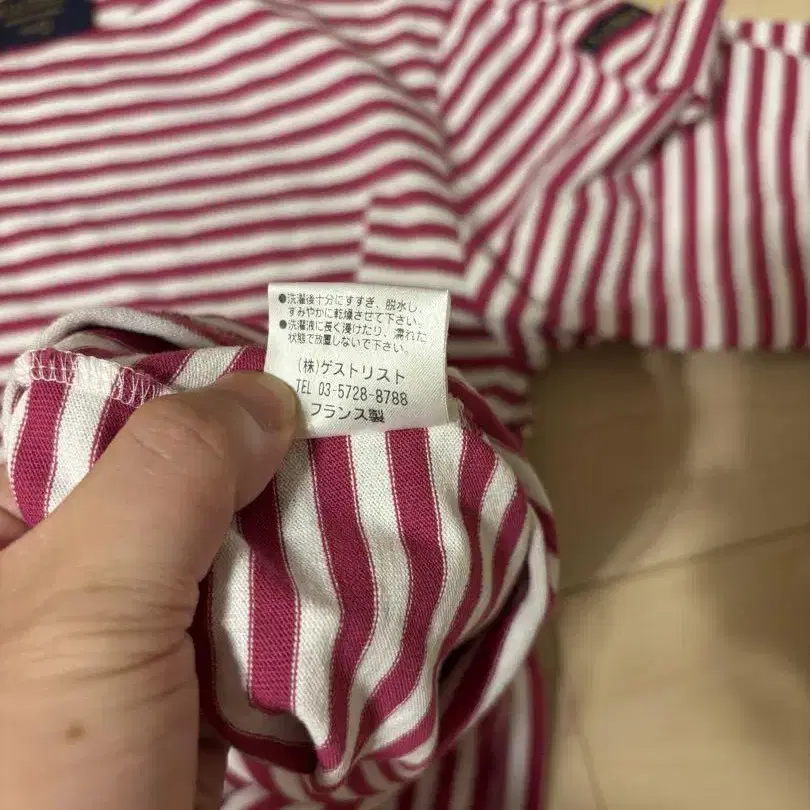 ●洗濯後十分にすすぎ、脱水し、
すみやかに乾燥させて下さい。
●洗濯液に長く浸けたり、濡れた
状態で放置しないで下さい。
(株)ゲストリスト
TEL 03-5728-8788
フランス製